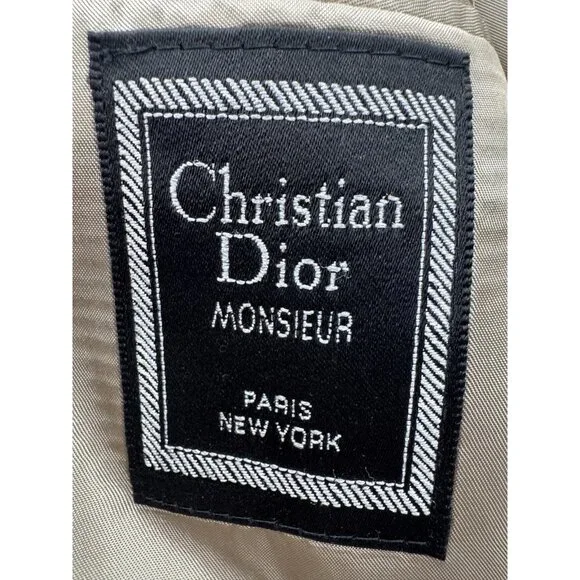 Christian
Dior
MONSIEUR
PARIS
NEW YORK